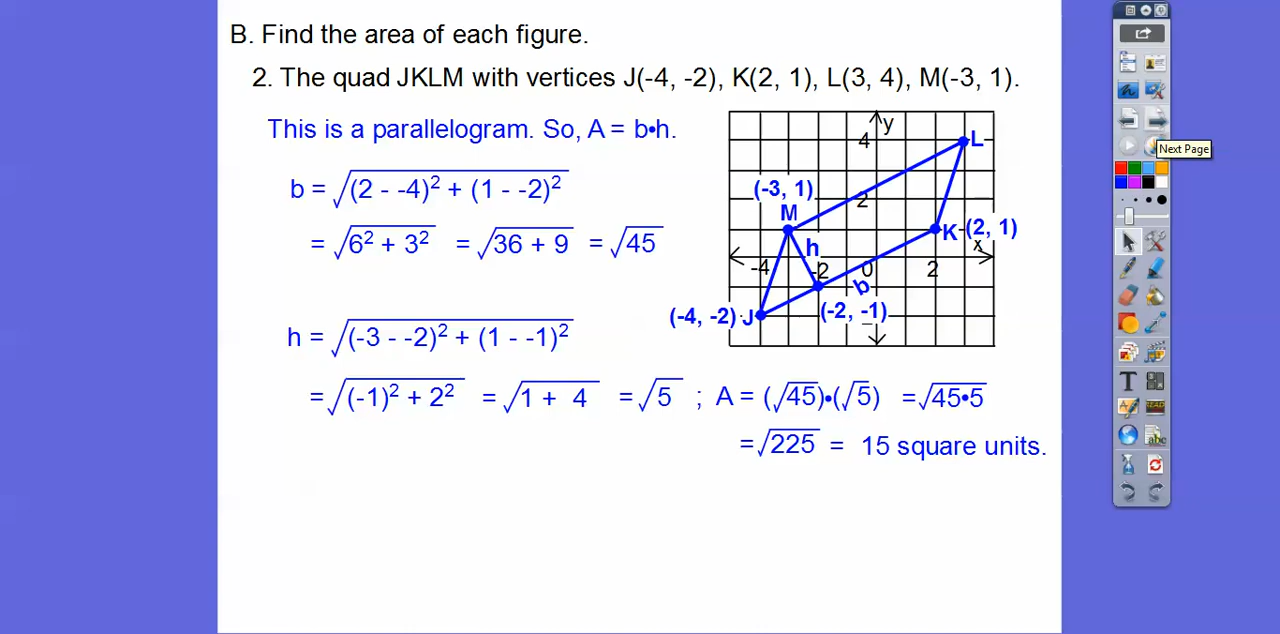 B. Find the area of each figure.
2. The quad JKLM with vertices J(-4, -2), K(2, 1), L(3, 4), M(-3, 1).
This is a parallelogram. So, A = b•h.
b = √(2 - -4)² + (1 - -2)²
= √6² + 3² = √36 + 9 = √45
h = √(-3 - -2)² + (1 - -1)²
= √(-1)² + 2² = √1 + 4 = √5 ; A = (√45)•(√5) = √45•5
= √225 = 15 square units.
y
4
L
(-3, 1)
M
2
K (2, 1)
h
x
-4
-2
0
2
b
(-4, -2) J
(-2, -1)
Next Page
T
A
abc